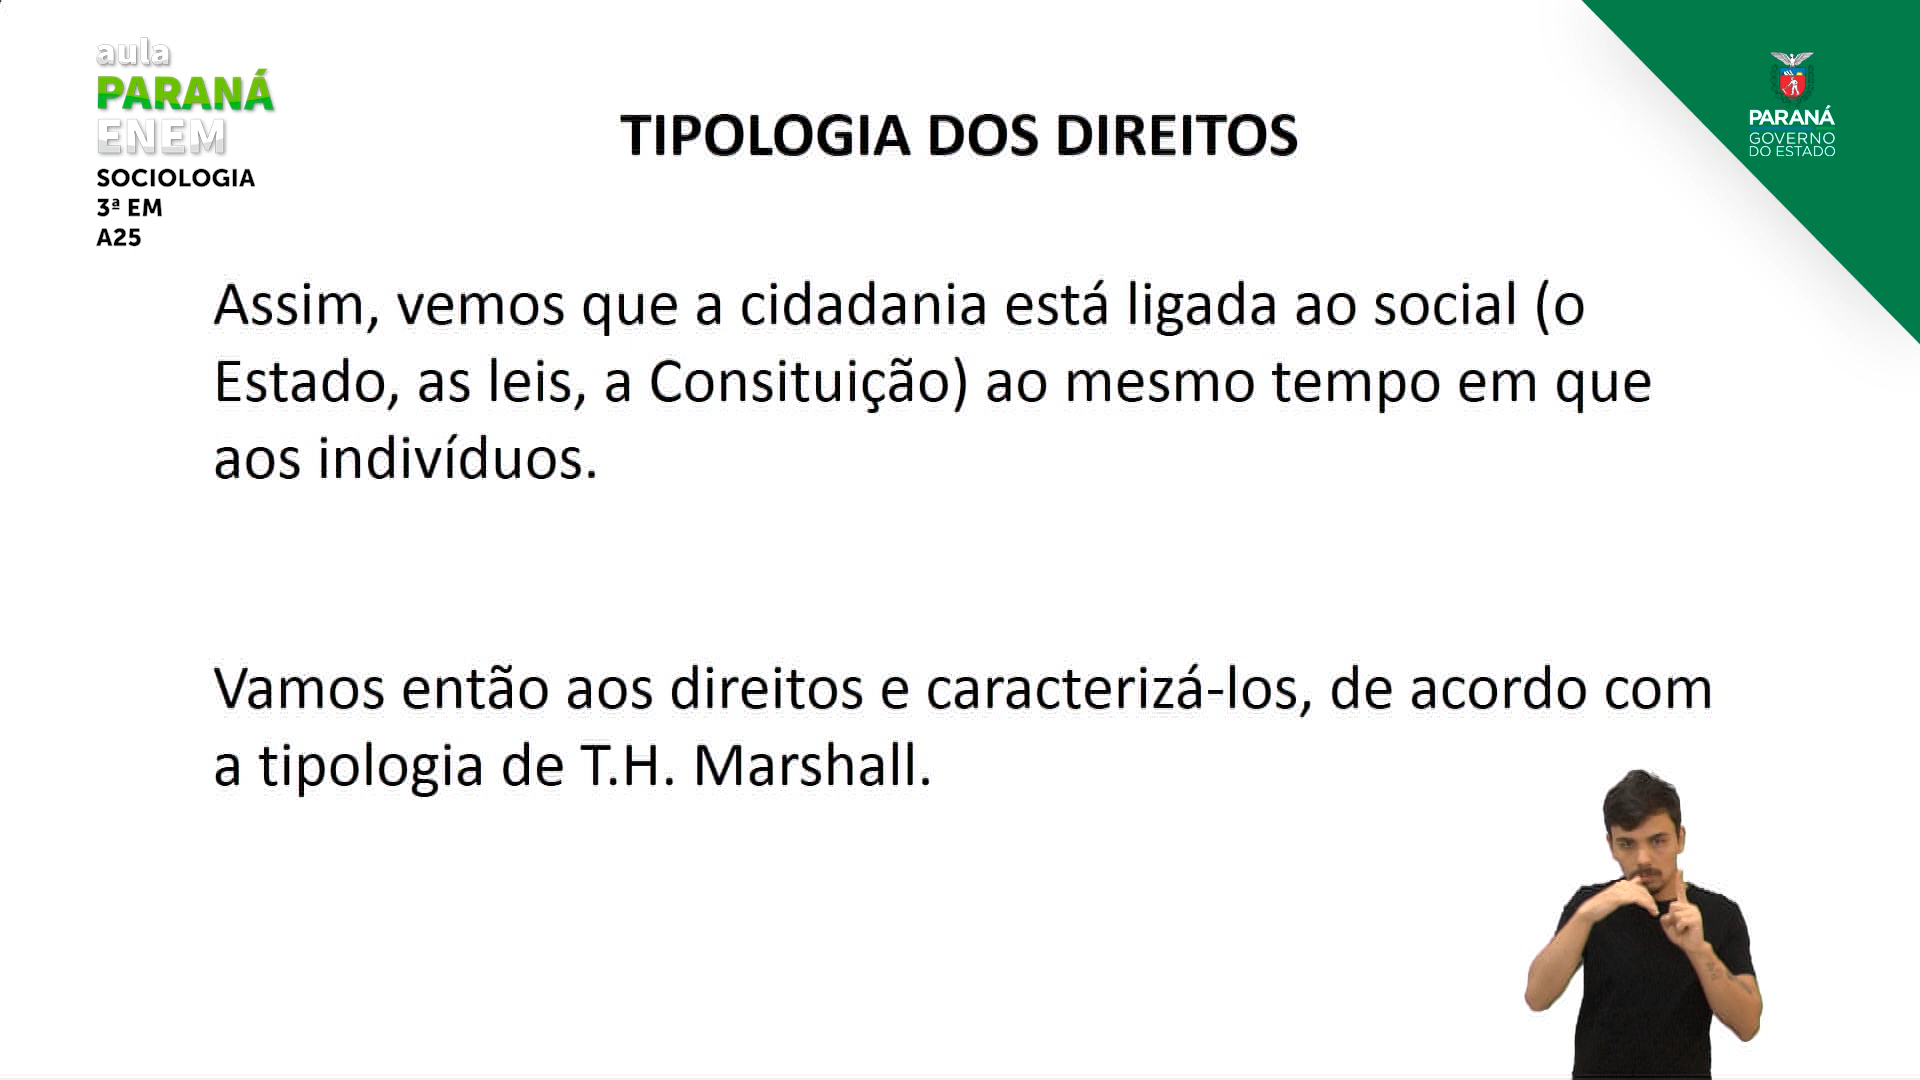 aula
PARANÁ
ENEM
SOCIOLOGIA
3ª EM
A25
TIPOLOGIA DOS DIREITOS
PARANÁ
GOVERNO
DO ESTADO
Assim, vemos que a cidadania está ligada ao social (o
Estado, as leis, a Consituição) ao mesmo tempo em que
aos indivíduos.
Vamos então aos direitos e caracterizá-los, de acordo com
a tipologia de T.H. Marshall.